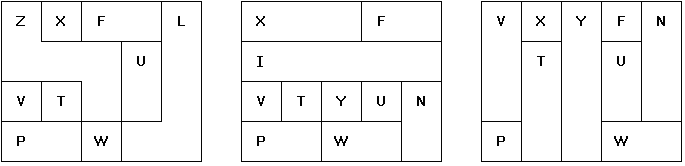 Z X F L
U
V T
P W
X F
I
V T Y U N
P W
V X Y F N
T U
P W